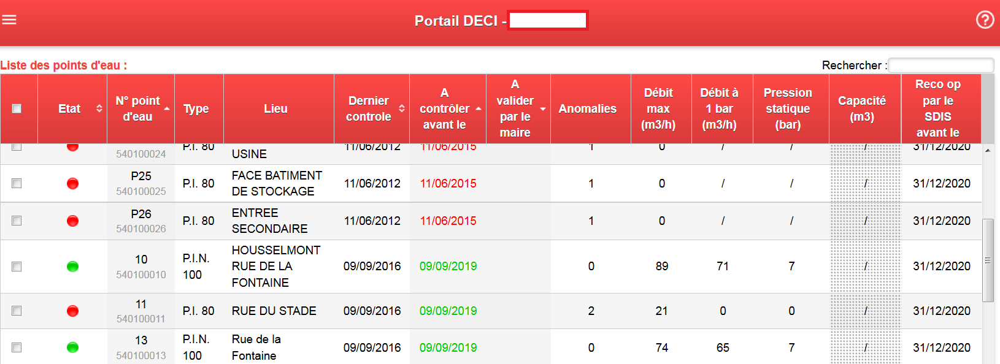 Portail DECI -
Liste des points d'eau :
Rechercher :
Etat
N° point
d'eau
Type
Lieu
Dernier
controle
A
contrôler
avant le
A
valider
par le
maire
Anomalies
Débit
max
(m3/h)
Débit à
1 bar
(m3/h)
Pression
statique
(bar)
Capacité
(m3)
Reco op
par le
SDIS
avant le
540100024
P.I. 80
USINE
11/06/2012
11/06/2015
1
0
/
/
/
31/12/2020
P25
540100025
P.I. 80
FACE BATIMENT
DE STOCKAGE
11/06/2012
11/06/2015
1
0
/
/
/
31/12/2020
P26
540100026
P.I. 80
ENTREE
SECONDAIRE
11/06/2012
11/06/2015
1
0
/
/
/
31/12/2020
10
540100010
P.I.N.
100
HOUSSELMONT
RUE DE LA
FONTAINE
09/09/2016
09/09/2019
0
89
71
7
/
31/12/2020
11
540100011
P.I. 80
RUE DU STADE
09/09/2016
09/09/2019
2
21
0
0
/
31/12/2020
13
540100013
P.I.N.
100
Rue de la
Fontaine
09/09/2016
09/09/2019
0
74
65
7
/
31/12/2020